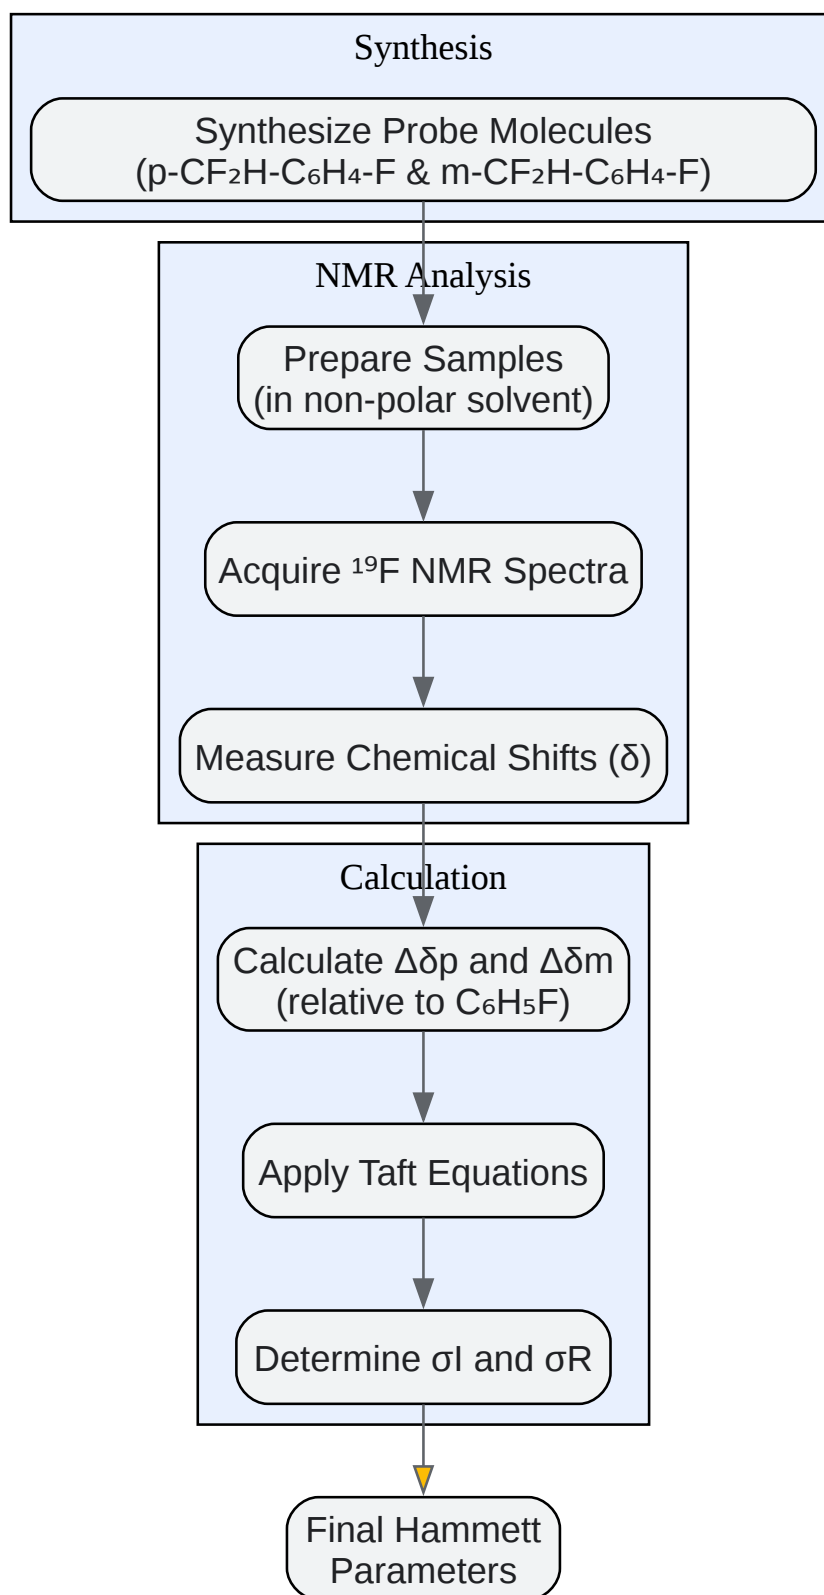 Synthesis
Synthesize Probe Molecules
(p-CF₂H-C₆H₄-F & m-CF₂H-C₆H₄-F)
NMR Analysis
Prepare Samples
(in non-polar solvent)
Acquire ¹⁹F NMR Spectra
Measure Chemical Shifts (δ)
Calculation
Calculate Δδp and Δδm
(relative to C₆H₅F)
Apply Taft Equations
Determine σI and σR
Final Hammett
Parameters